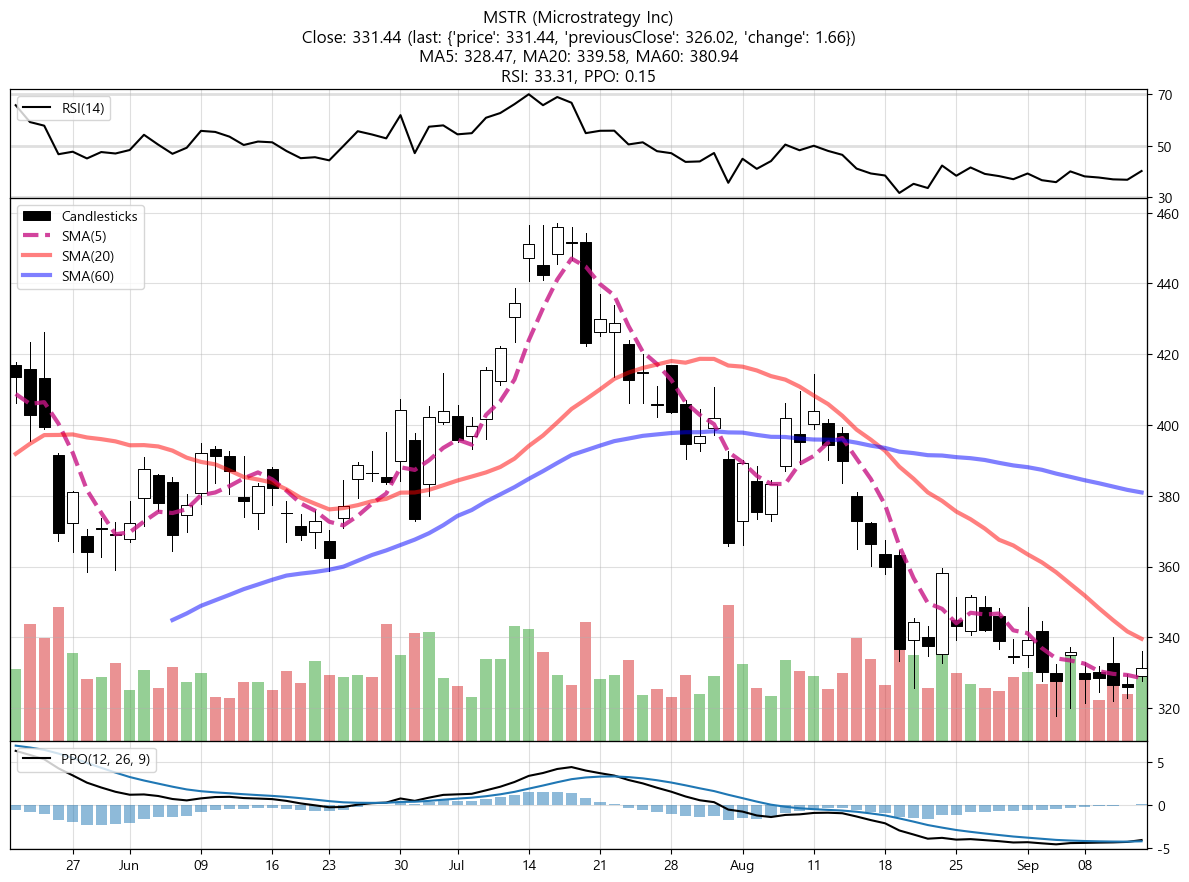 MSTR (Microstrategy Inc)
Close: 331.44 (last: {'price': 331.44, 'previousClose': 326.02, 'change': 1.66})
MA5: 328.47, MA20: 339.58, MA60: 380.94
RSI: 33.31, PPO: 0.15
RSI(14)
70
50
30
Candlesticks
SMA(5)
SMA(20)
SMA(60)
460
440
420
400
380
360
340
320
PPO(12, 26, 9)
5
0
-5
27 Jun 09 16 23 30 Jul 14 21 28 Aug 11 18 25 Sep 08